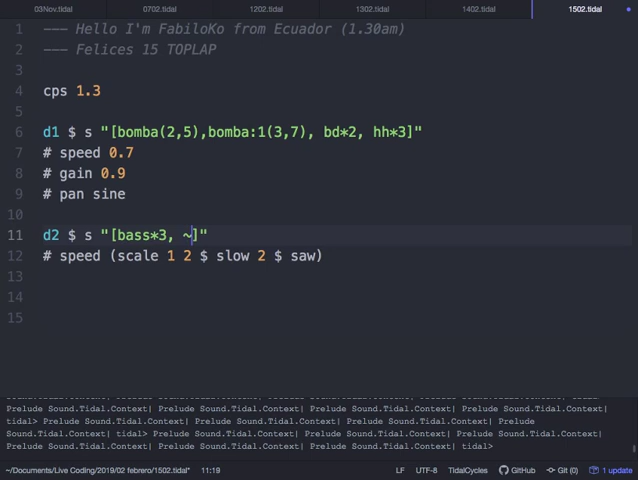 03Nov.tidal 0702.tidal 1202.tidal 1302.tidal 1402.tidal 1502.tidal
1 --- Hello I'm FabiloKo from Ecuador (1.30am)
2 --- Felices 15 TOPLAP
3
4 cps 1.3
5
6 d1 $ s "[bomba(2,5),bomba:1(3,7), bd*2, hh*3]"
7 # speed 0.7
8 # gain 0.9
9 # pan sine
10
11 d2 $ s "[bass*3, ~]"
12 # speed (scale 1 2 $ slow 2 $ saw)
13
14
15
Prelude Sound.Tidal.Context| Prelude Sound.Tidal.Context| Prelude Sound.Tidal.Context| Prelude Sound.Tidal.Context|
tidal> Prelude Sound.Tidal.Context| Prelude Sound.Tidal.Context| Prelude Sound.Tidal.Context| Prelude
Sound.Tidal.Context| tidal> Prelude Sound.Tidal.Context| Prelude Sound.Tidal.Context| Prelude Sound.Tidal.Context|
Prelude Sound.Tidal.Context| Prelude Sound.Tidal.Context| Prelude Sound.Tidal.Context| tidal>
~/Documents/Live Coding/2019/02 febrero/1502.tidal* 11:19 LF UTF-8 TidalCycles GitHub Git (0) 1 update